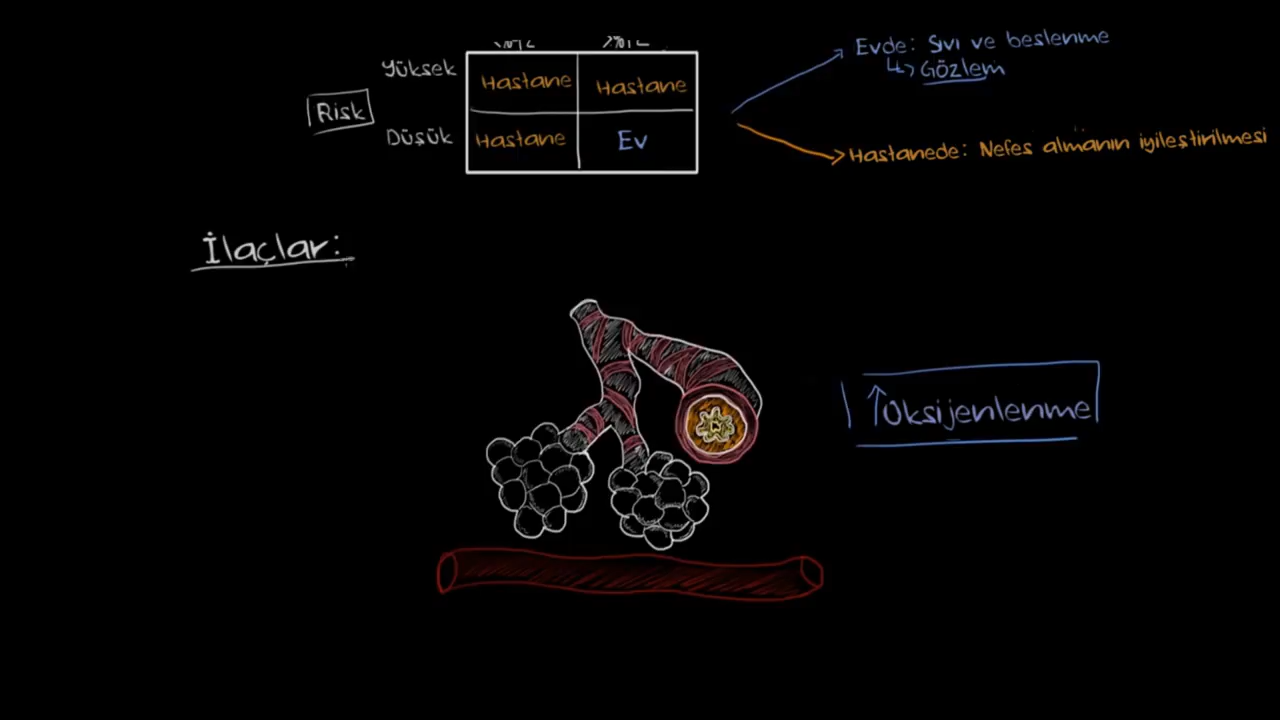 Yüksek Hastane Hastane
Risk
Düşük Hastane Ev
Evde: Sıvı ve beslenme
↳ Gözlem
Hastanede: Nefes almanın iyileştirilmesi
İlaçlar:
↑Oksijenlenme